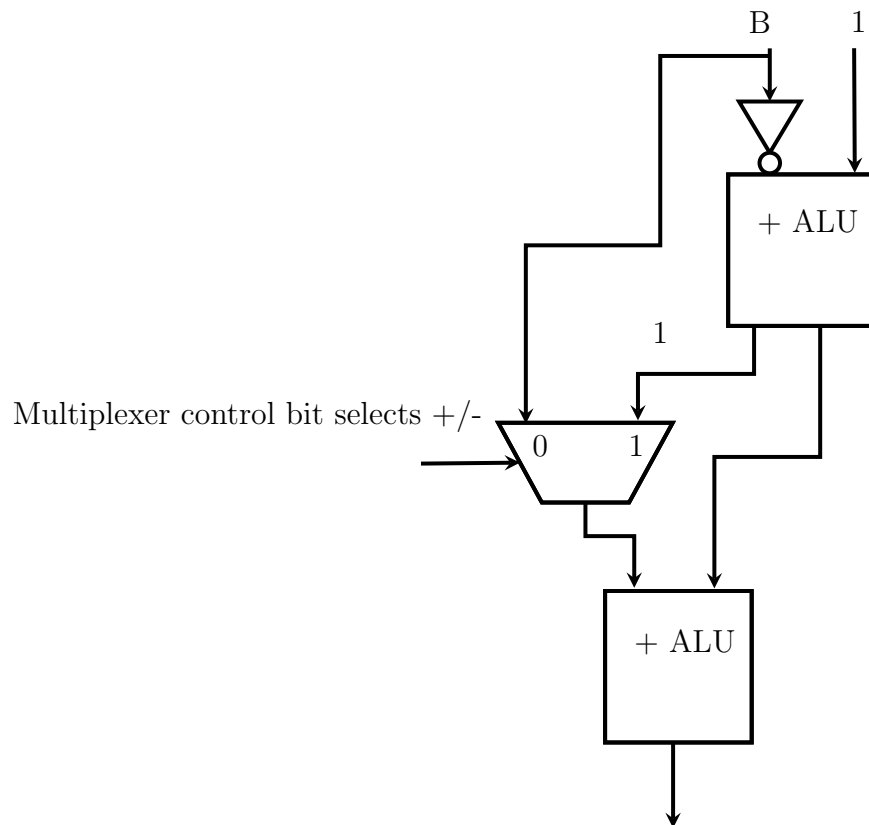 B 1
+ ALU
1
Multiplexer control bit selects +/-
0 1
+ ALU